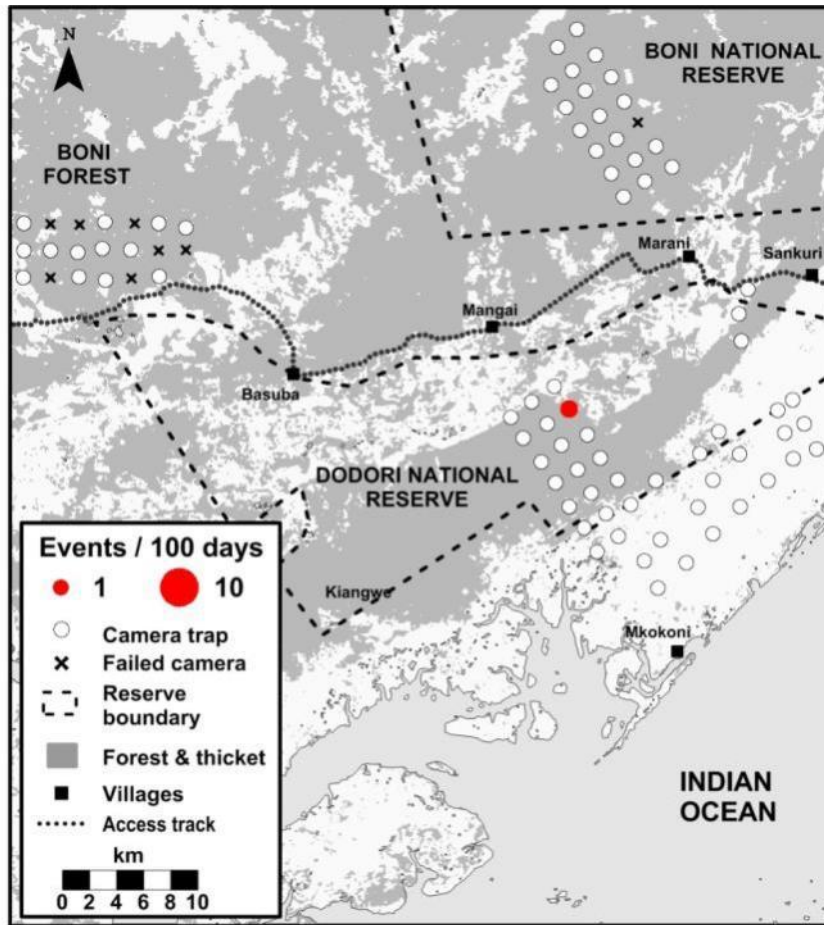 N
BONI NATIONAL
RESERVE
BONI
FOREST
Marani
Sankuri
Mangai
Basuba
DODORI NATIONAL
RESERVE
Kiangwe
Mkokoni
INDIAN
OCEAN
Events / 100 days
1 10
Camera trap
Failed camera
Reserve
boundary
Forest & thicket
Villages
Access track
km
0 2 4 6 8 10